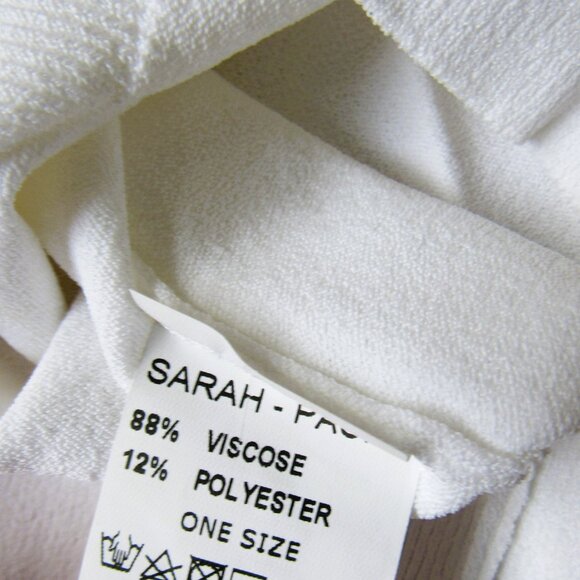 SARAH -
88% VISCOSE
12% POLYESTER
ONE SIZE